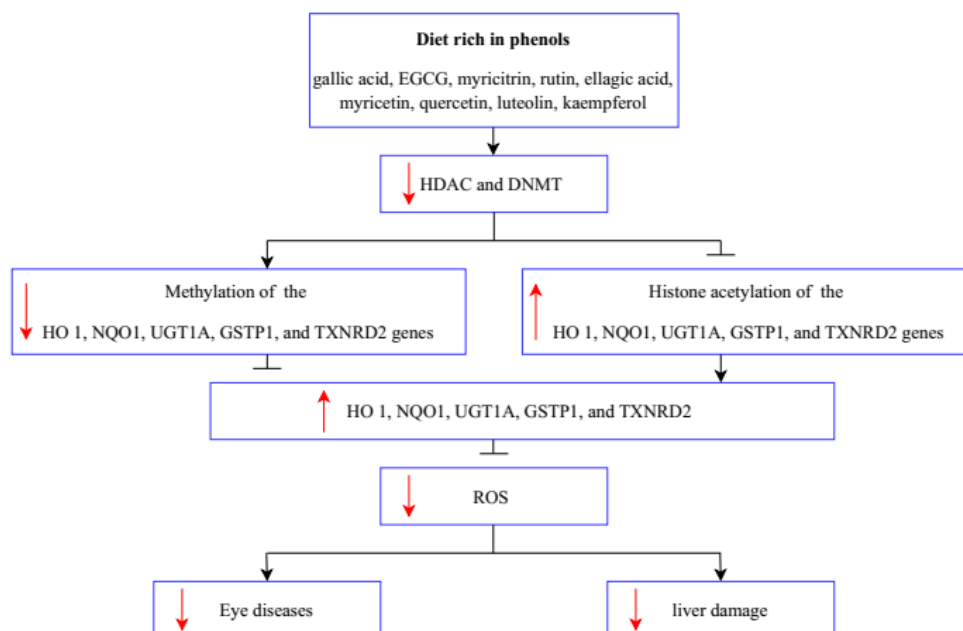 Diet rich in phenols
gallic acid, EGCG, myricitrin, rutin, ellagic acid,
myricetin, quercetin, luteolin, kaempferol
HDAC and DNMT
Methylation of the
HO 1, NQO1, UGT1A, GSTP1, and TXNRD2 genes
Histone acetylation of the
HO 1, NQO1, UGT1A, GSTP1, and TXNRD2 genes
HO 1, NQO1, UGT1A, GSTP1, and TXNRD2
ROS
Eye diseases
liver damage